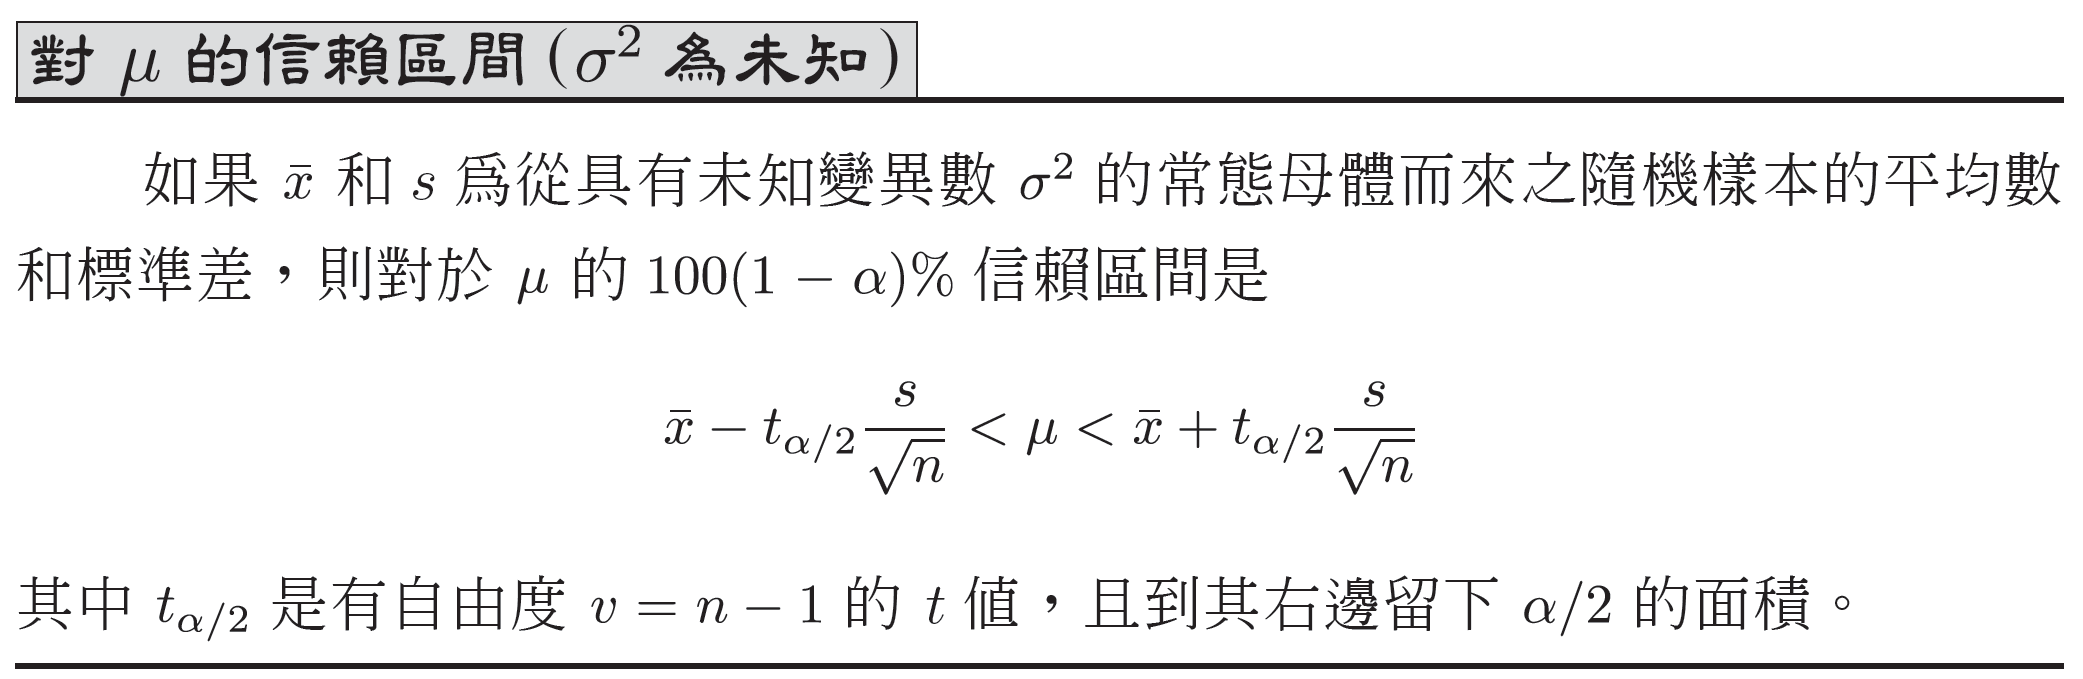 對 μ 的信賴區間 (σ² 為未知)
如果 x̄ 和 s 為從具有未知變異數 σ² 的常態母體而來之隨機樣本的平均數
和標準差，則對於 μ 的 100(1 − α)% 信賴區間是
x̄ − t_{α/2} s/√n < μ < x̄ + t_{α/2} s/√n
其中 t_{α/2} 是有自由度 v = n − 1 的 t 值，且到其右邊留下 α/2 的面積。